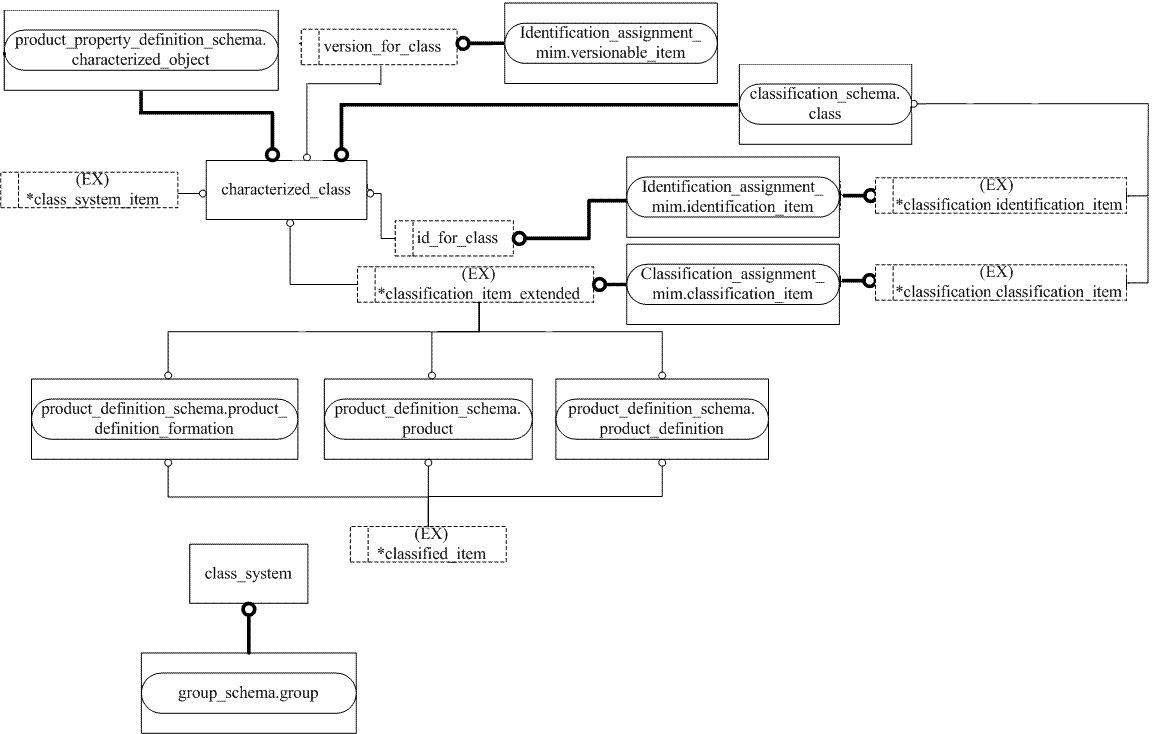 product_property_definition_schema.
characterized_object
version_for_class
Identification_assignment_
mim.versionable_item
classification_schema.
class
(EX)
*class_system_item
characterized_class
Identification_assignment_
mim.identification_item
(EX)
*classification identification_item
id_for_class
(EX)
*classification_item_extended
Classification_assignment_
mim.classification_item
(EX)
*classification classification_item
product_definition_schema.product_
definition_formation
product_definition_schema.
product
product_definition_schema.
product_definition
(EX)
*classified_item
class_system
group_schema.group